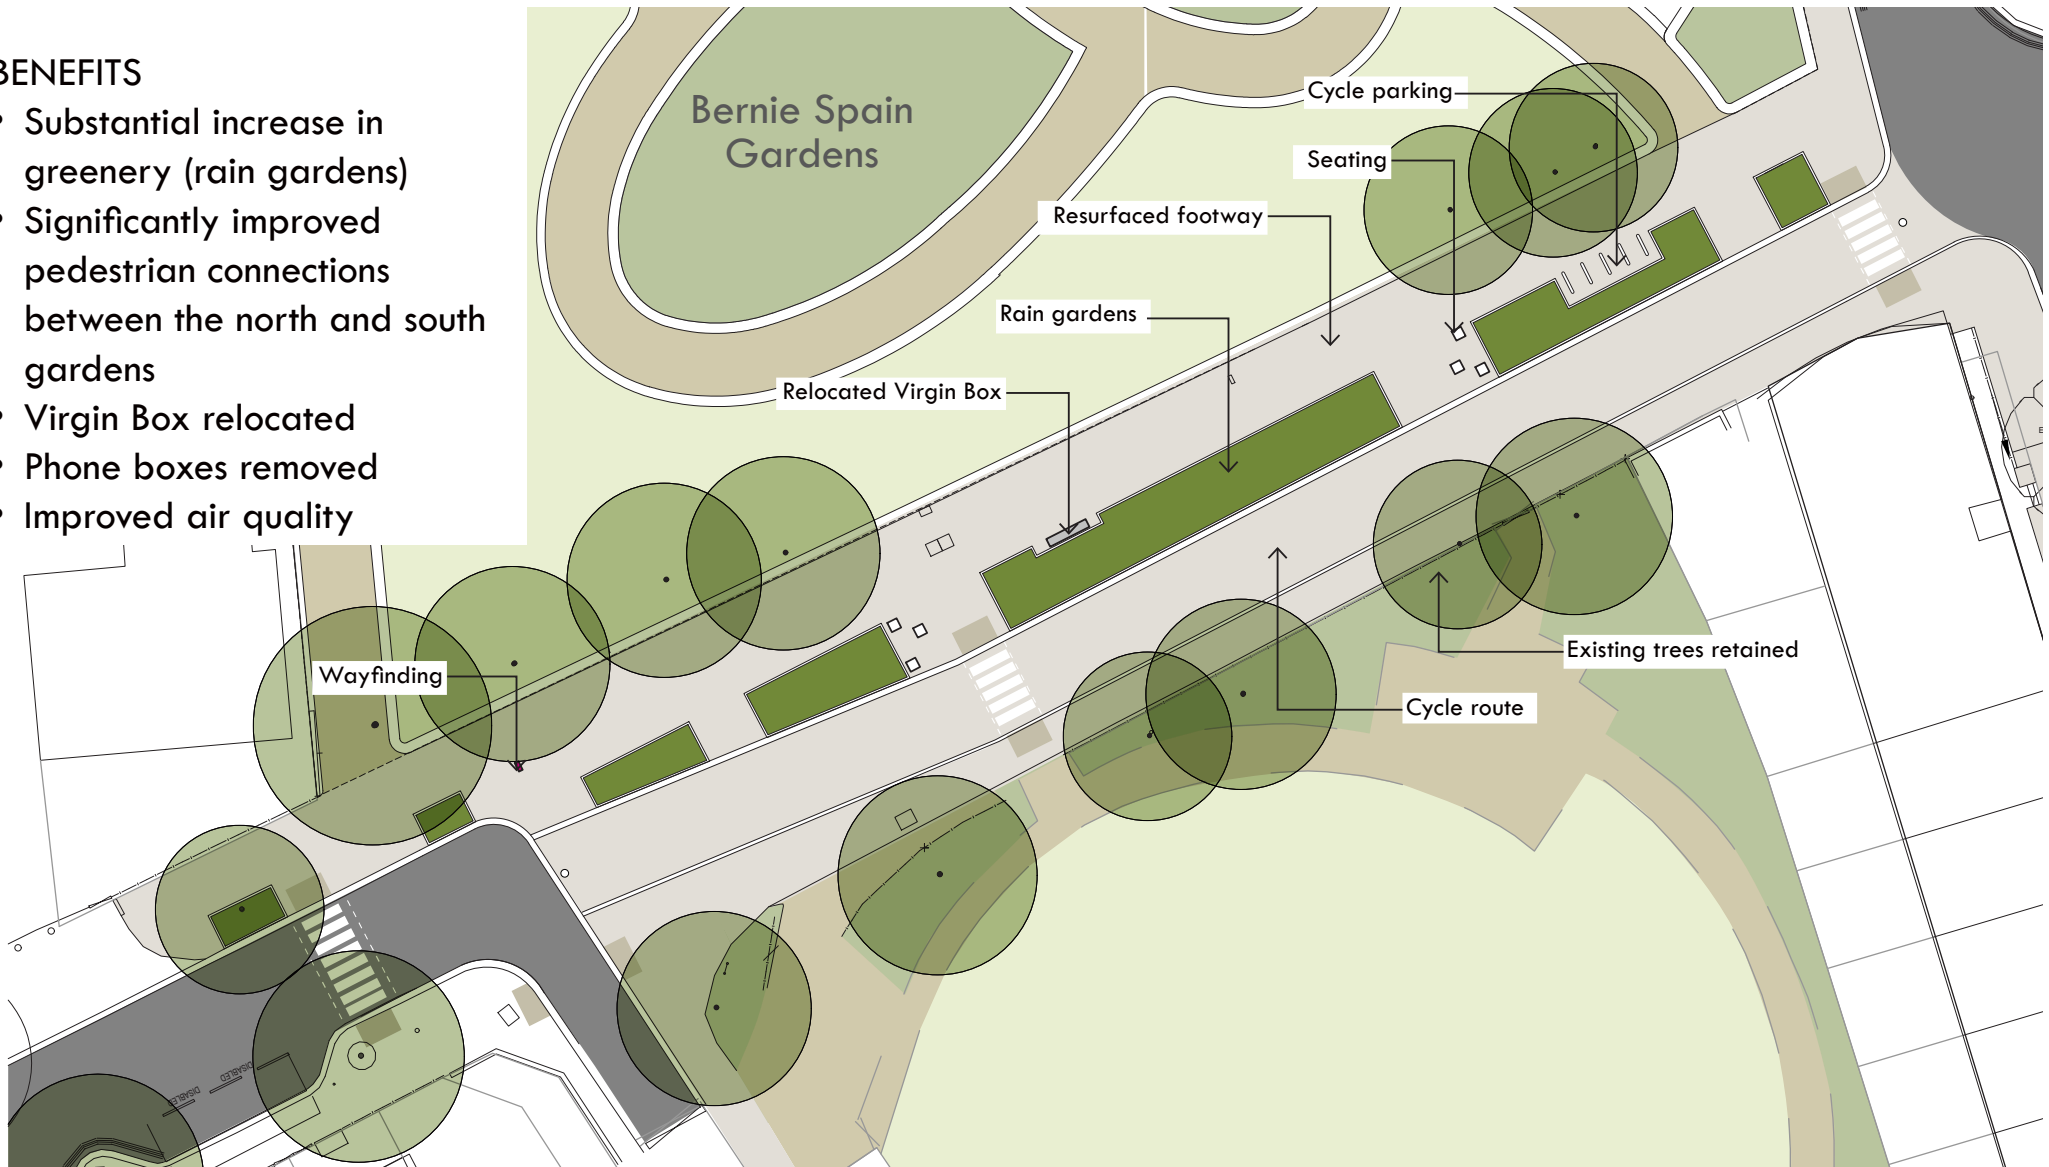 BENEFITS
• Substantial increase in
greenery (rain gardens)
• Significantly improved
pedestrian connections
between the north and south
gardens
• Virgin Box relocated
• Phone boxes removed
• Improved air quality
Bernie Spain
Gardens
Cycle parking
Seating
Resurfaced footway
Rain gardens
Relocated Virgin Box
Wayfinding
Existing trees retained
Cycle route
DISABLED
DISABLED